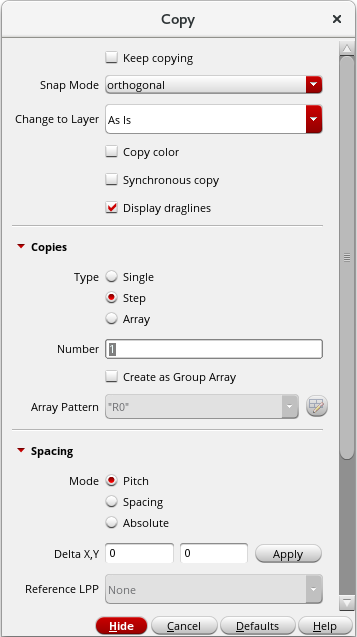 Copy
Keep copying
Snap Mode orthogonal
Change to Layer As Is
Copy color
Synchronous copy
Display draglines
Copies
Type Single
Step
Array
Number 1
Create as Group Array
Array Pattern "R0"
Spacing
Mode Pitch
Spacing
Absolute
Delta X,Y 0 0 Apply
Reference LPP None
Hide Cancel Defaults Help